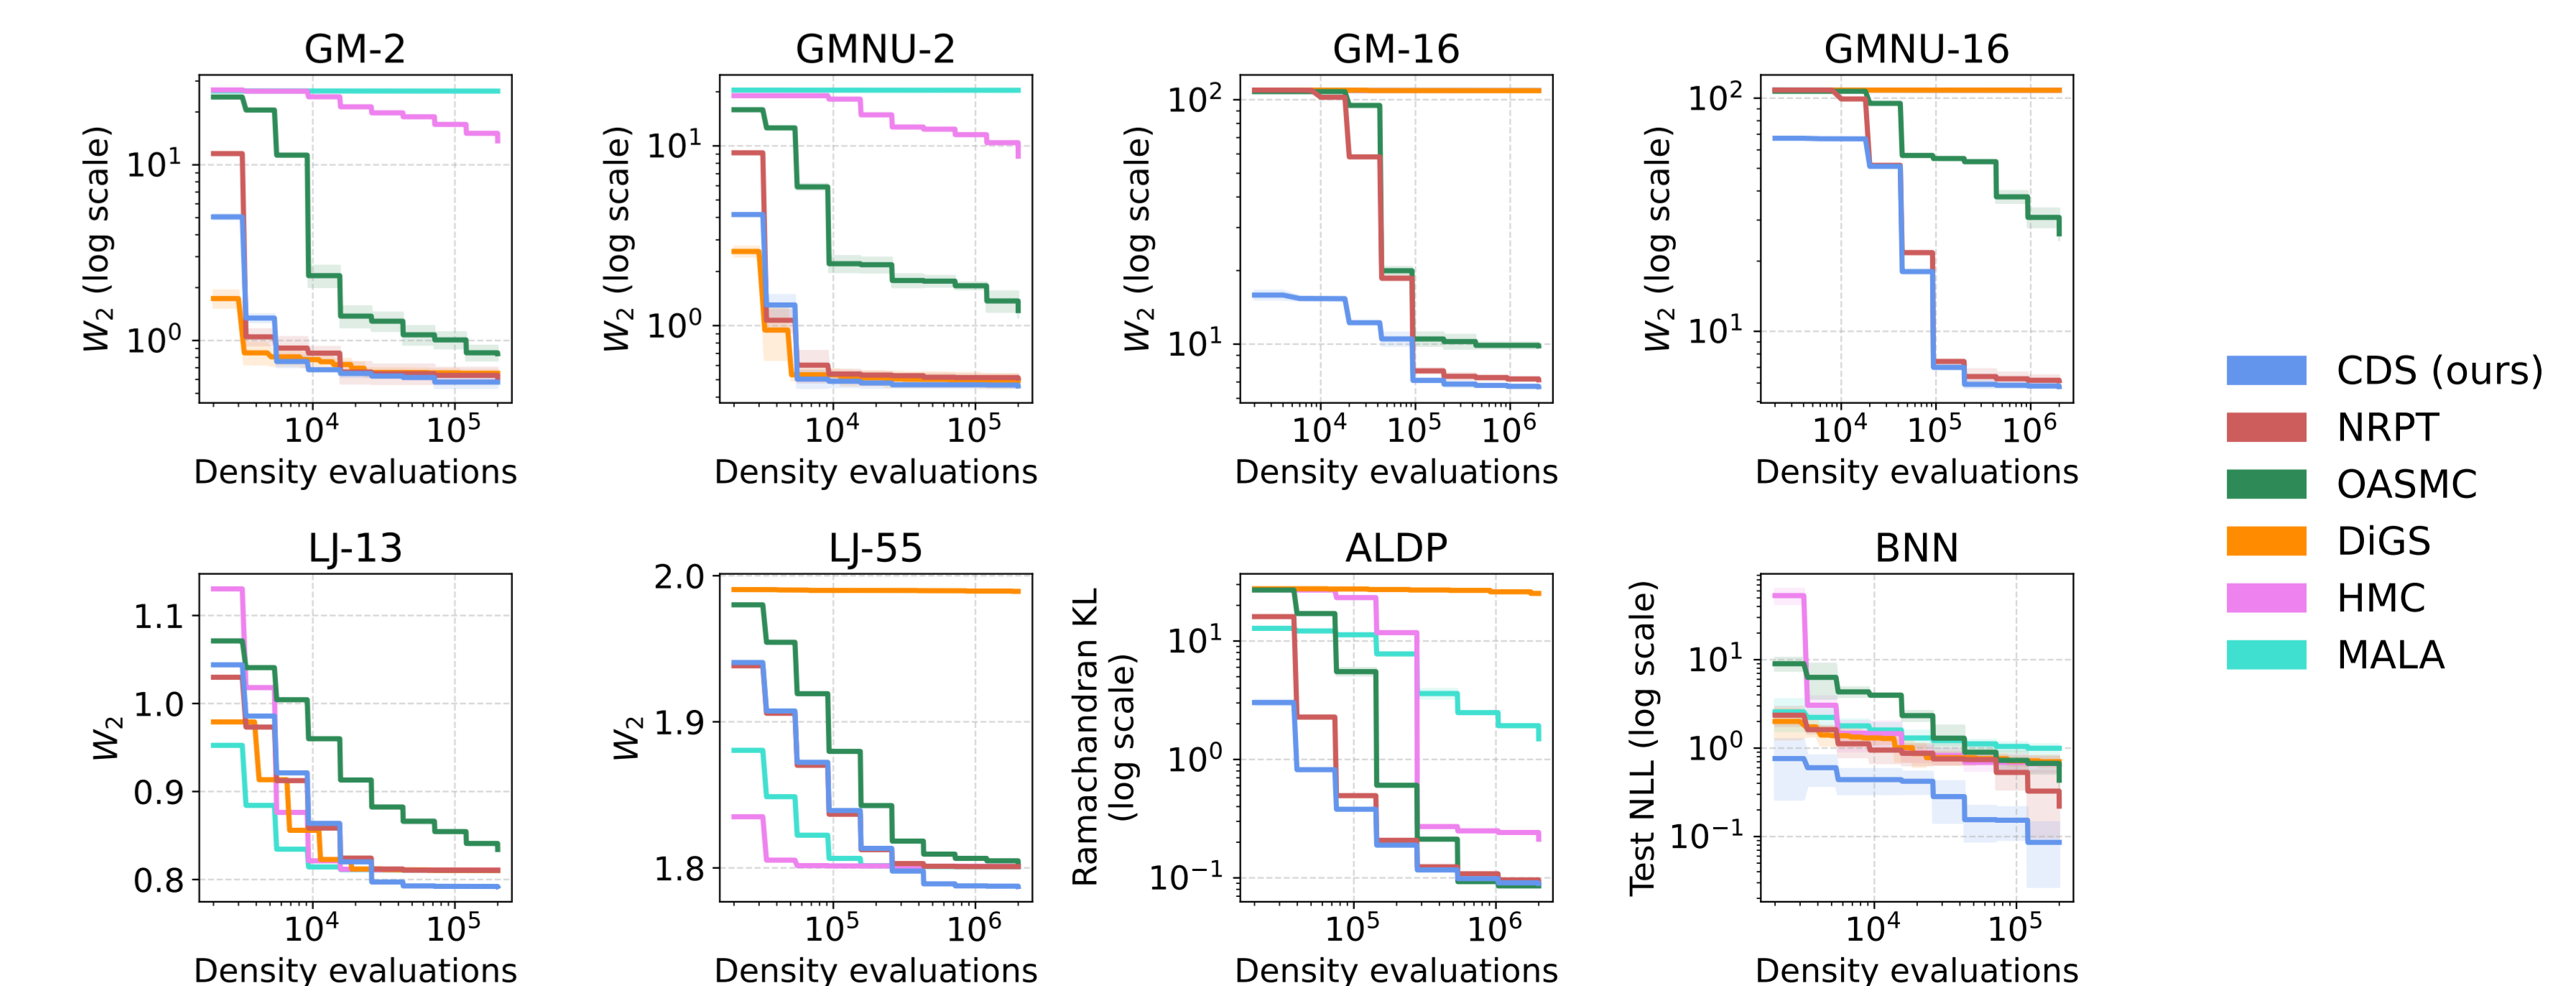 GM-2
GMNU-2
GM-16
GMNU-16
W₂ (log scale)
10¹
10⁰
10⁴
10⁵
Density evaluations
W₂ (log scale)
10¹
10⁰
10⁴
10⁵
Density evaluations
W₂ (log scale)
10²
10¹
10⁴
10⁵
10⁶
Density evaluations
W₂ (log scale)
10²
10¹
10⁴
10⁵
10⁶
Density evaluations
LJ-13
LJ-55
ALDP
BNN
W₂
1.1
1.0
0.9
0.8
10⁴
10⁵
Density evaluations
W₂
2.0
1.9
1.8
10⁵
10⁶
Density evaluations
Ramachandran KL
(log scale)
10¹
10⁰
10⁻¹
10⁵
10⁶
Density evaluations
Test NLL (log scale)
10¹
10⁰
10⁻¹
10⁴
10⁵
Density evaluations
CDS (ours)
NRPT
OASMC
DiGS
HMC
MALA